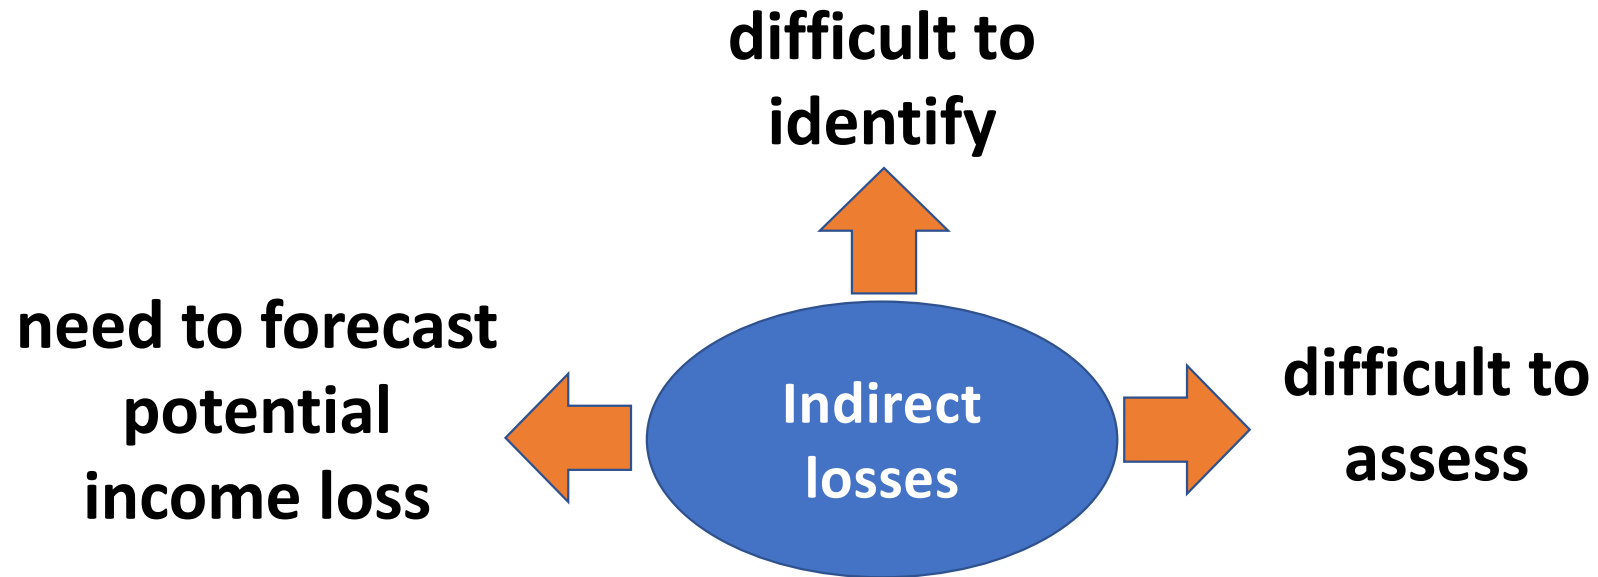 difficult to
identify
need to forecast
potential
income loss
Indirect
losses
difficult to
assess